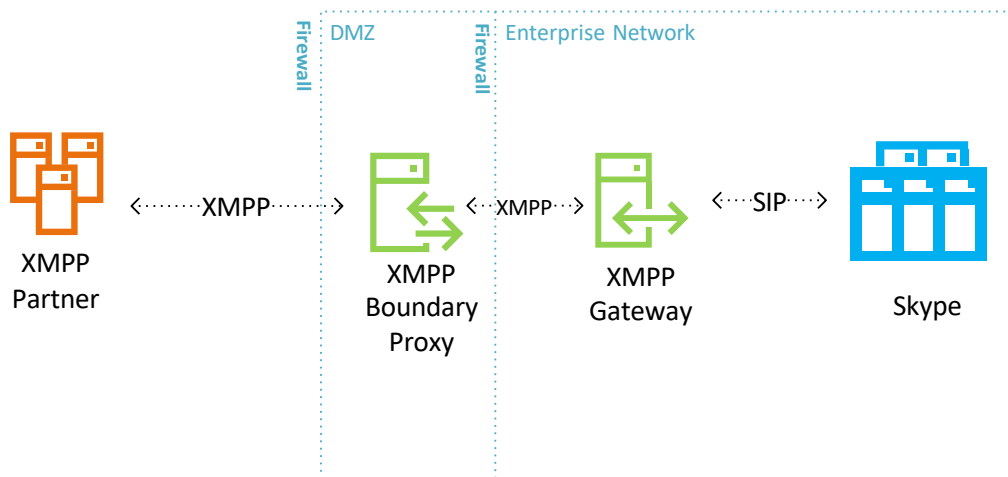 Firewall
DMZ
Firewall
Enterprise Network
XMPP
XMPP
SIP
XMPP
Partner
XMPP
Boundary
Proxy
XMPP
Gateway
Skype